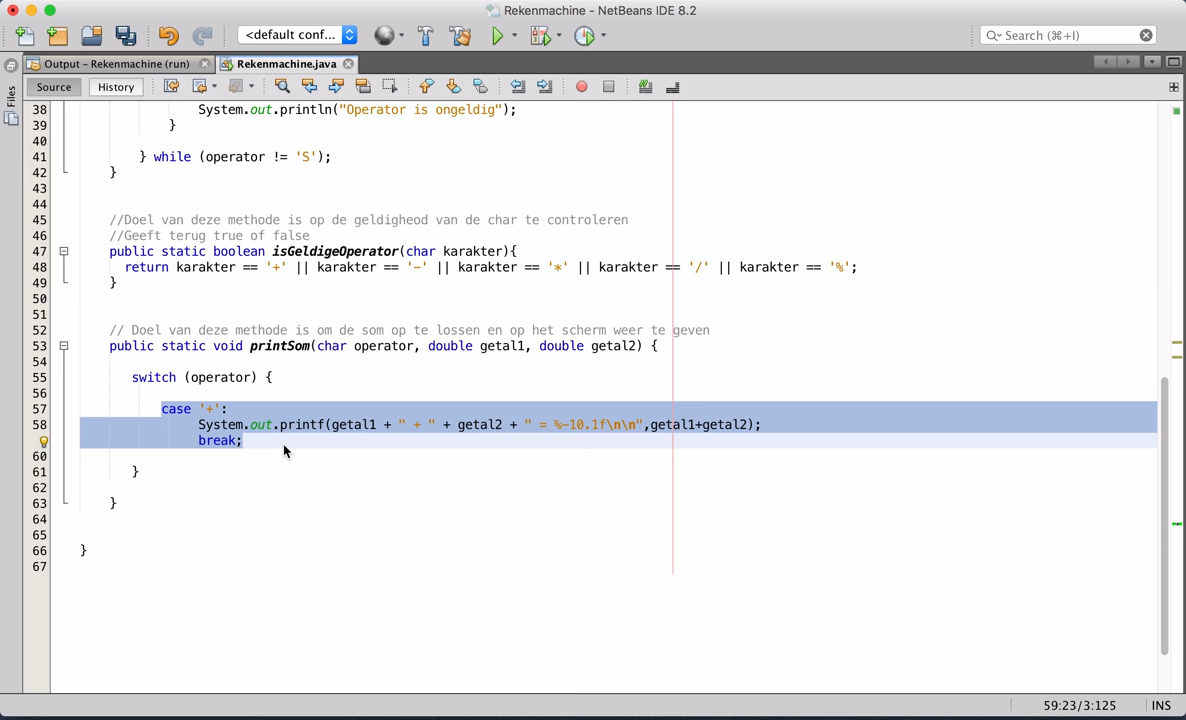 Rekenmachine - NetBeans IDE 8.2
<default conf...
Search (⌘+I)
Output - Rekenmachine (run)
Rekenmachine.java
Files
Source
History
38 System.out.println("Operator is ongeldig");
39 }
40
41 } while (operator != 'S');
42 }
43
44
45 //Doel van deze methode is op de geldigheod van de char te controleren
46 //Geeft terug true of false
47 public static boolean isGeldigeOperator(char karakter){
48 return karakter == '+' || karakter == '-' || karakter == '*' || karakter == '/' || karakter == '%';
49 }
50
51
52 // Doel van deze methode is om de som op te lossen en op het scherm weer te geven
53 public static void printSom(char operator, double getal1, double getal2) {
54
55 switch (operator) {
56
57 case '+':
58 System.out.printf(getal1 + " + " + getal2 + " = %-10.1f\n\n",getal1+getal2);
break;
60
61 }
62
63 }
64
65
66 }
67
59:23/3:125
INS